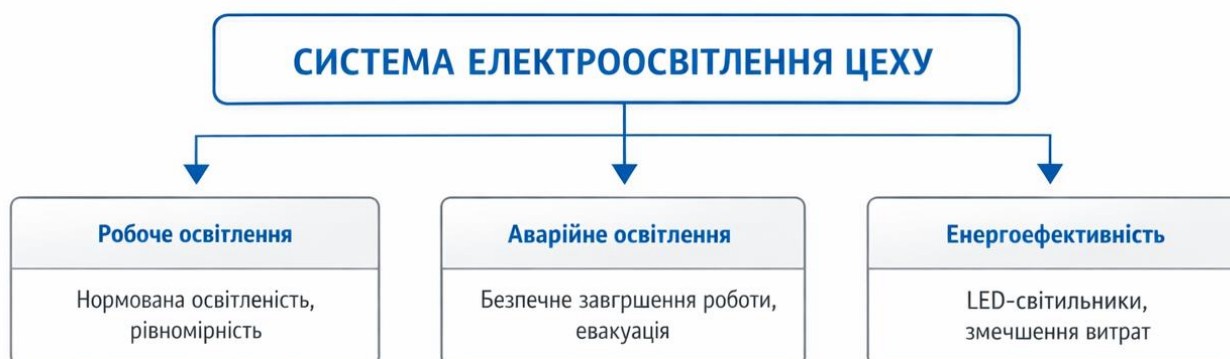 СИСТЕМА ЕЛЕКТРООСВІТЛЕННЯ ЦЕХУ
Робоче освітлення
Нормована освітленість,
рівномірність
Аварійне освітлення
Безпечне завгршення роботи,
евакуація
Енергоефективність
LED-світильники,
змечшення витрат